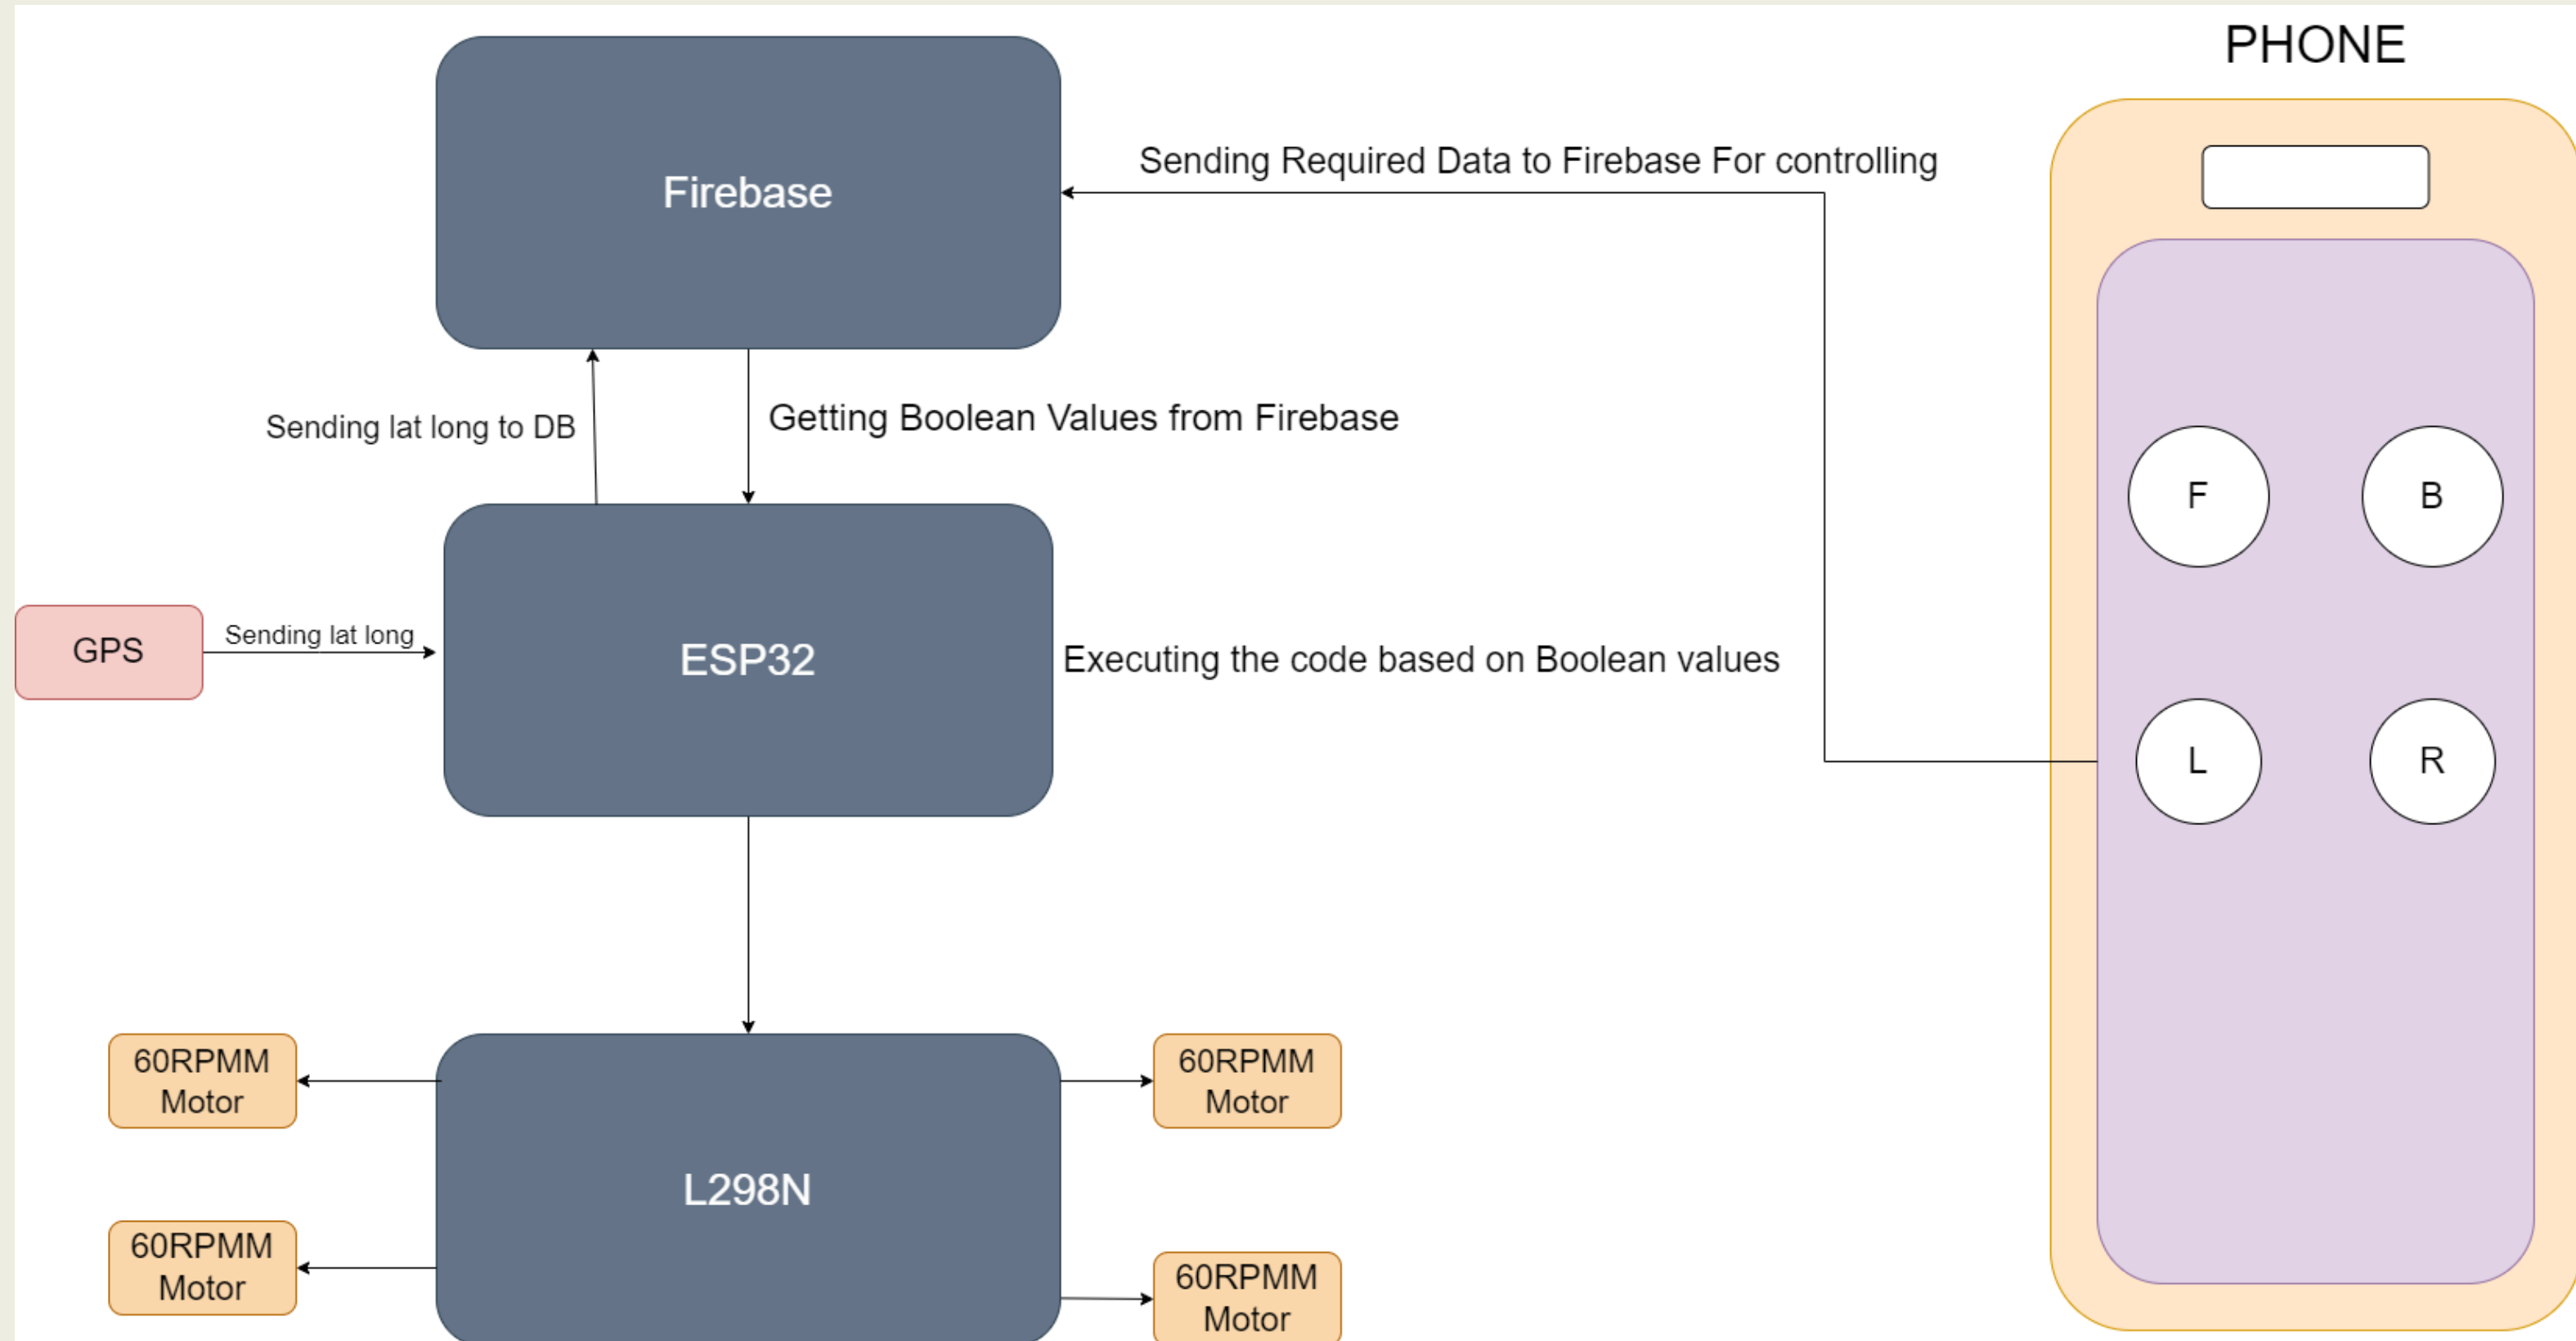 PHONE
Firebase
Sending Required Data to Firebase For controlling
Sending lat long to DB
Getting Boolean Values from Firebase
F
B
GPS
Sending lat long
ESP32
Executing the code based on Boolean values
L
R
60RPMM
Motor
60RPMM
Motor
L298N
60RPMM
Motor
60RPMM
Motor